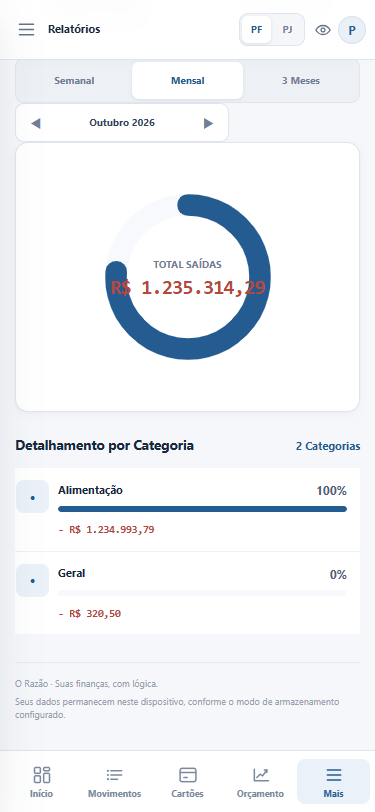 Relatórios
PF PJ
P
Semanal Mensal 3 Meses
◀ Outubro 2026 ▶
TOTAL SAÍDAS
R$ 1.235.314,29
Detalhamento por Categoria 2 Categorias
• Alimentação 100%
- R$ 1.234.993,79
• Geral 0%
- R$ 320,50
O Razão · Suas finanças, com lógica.
Seus dados permanecem neste dispositivo, conforme o modo de armazenamento
configurado.
Início Movimentos Cartões Orçamento Mais